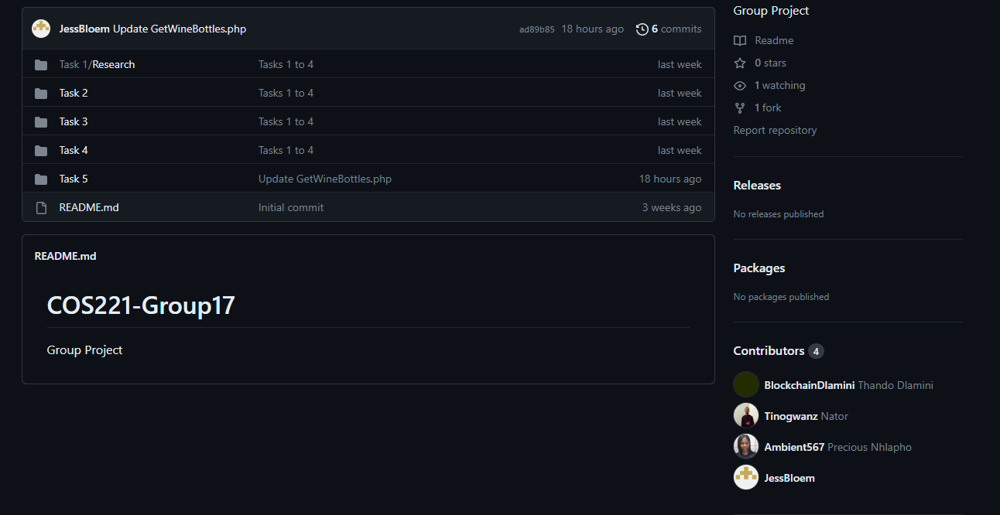 JessBloem Update GetWineBottles.php ad89b85 18 hours ago 6 commits
Task 1/Research Tasks 1 to 4 last week
Task 2 Tasks 1 to 4 last week
Task 3 Tasks 1 to 4 last week
Task 4 Tasks 1 to 4 last week
Task 5 Update GetWineBottles.php 18 hours ago
README.md Initial commit 3 weeks ago
README.md
COS221-Group17
Group Project
Group Project
Readme
0 stars
1 watching
1 fork
Report repository
Releases
No releases published
Packages
No packages published
Contributors 4
BlockchainDlamini Thando Dlamini
Tinogwanz Nator
Ambient567 Precious Nhlapho
JessBloem